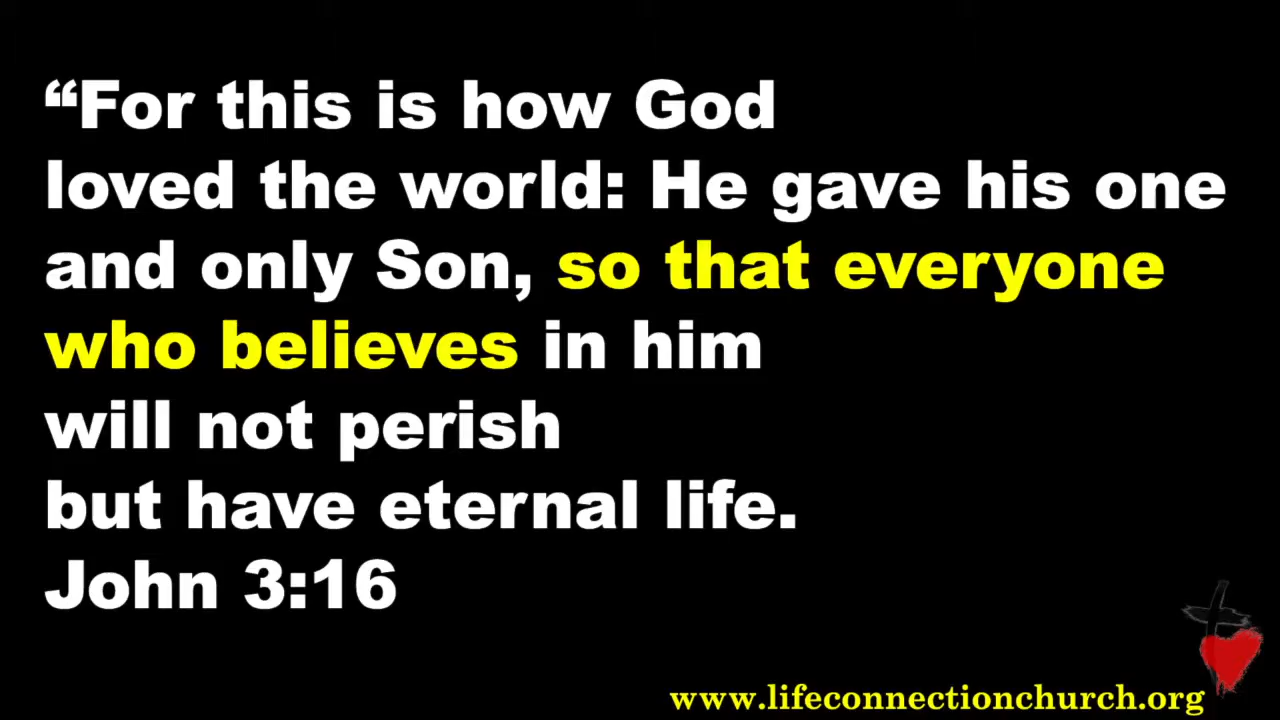 “For this is how God
loved the world: He gave his one
and only Son, so that everyone
who believes in him
will not perish
but have eternal life.
John 3:16
www.lifeconnectionchurch.org